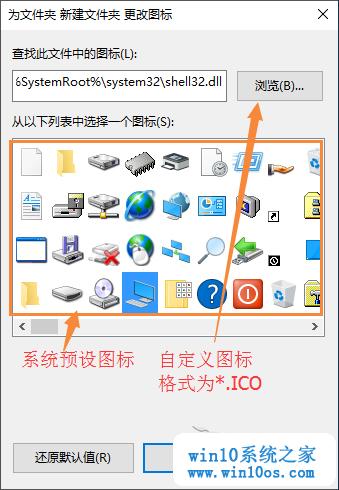 为文件夹 新建文件夹 更改图标
查找此文件中的图标(L):
%SystemRoot%\system32\shell32.dll
浏览(B)...
从以下列表中选择一个图标(S):
系统预设图标
自定义图标
格式为*.ICO
还原默认值(R)
win10系统之家
www.win10os.com